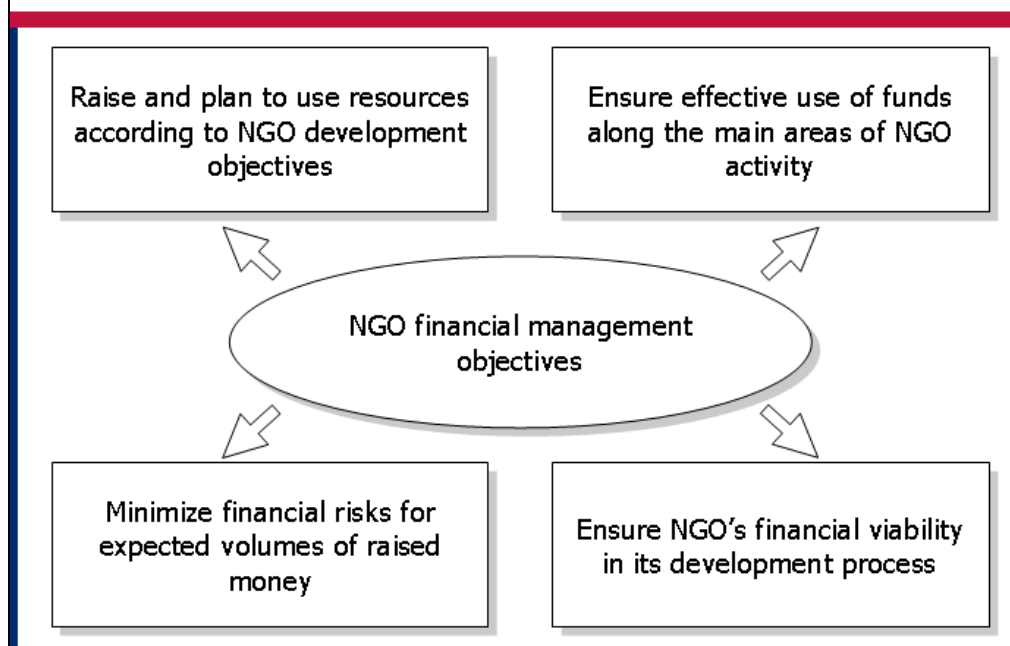 Raise and plan to use resources
according to NGO development
objectives
Ensure effective use of funds
along the main areas of NGO
activity
NGO financial management
objectives
Minimize financial risks for
expected volumes of raised
money
Ensure NGO’s financial viability
in its development process